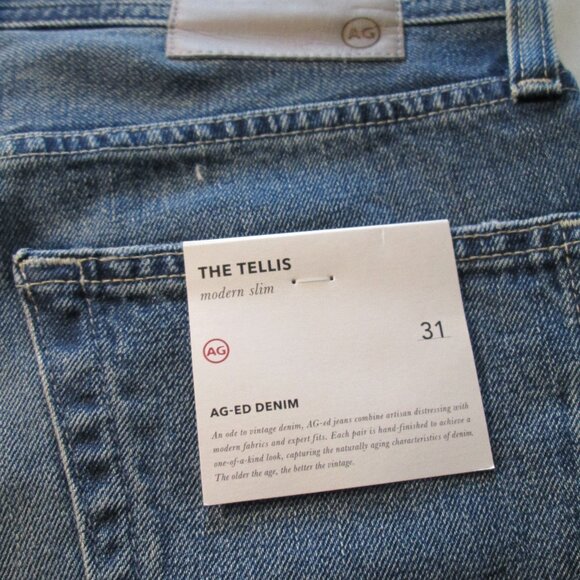 AG
THE TELLIS
modern slim
31
AG
AG-ED DENIM
An ode to vintage denim, AG-ed jeans combine artisan distressing with
modern fabrics and expert fits. Each pair is hand-finished to achieve a
one-of-a-kind look, capturing the naturally aging characteristics of denim.
The older the age, the better the vintage.